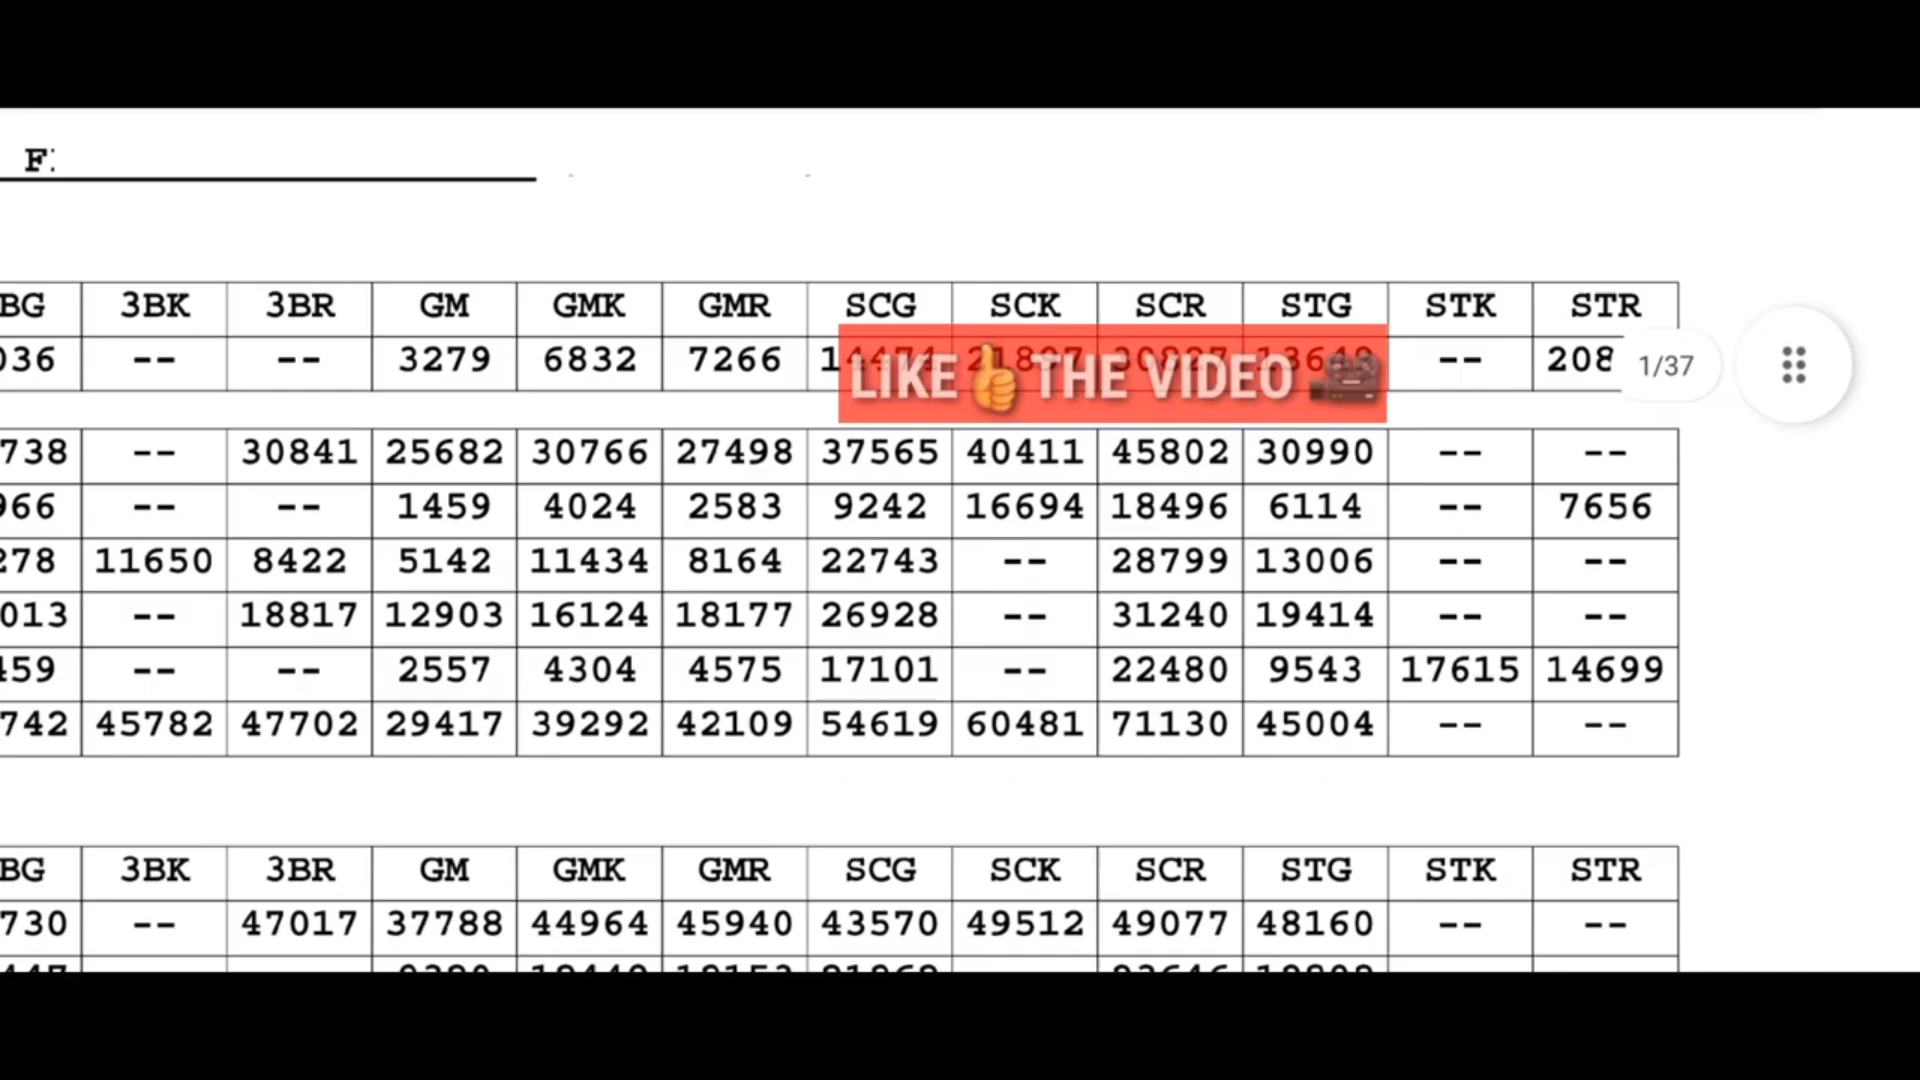 F
BG 3BK 3BR GM GMK GMR SCG SCK SCR STG STK STR
036 -- -- 3279 6832 7266 14474 21897 30827 13649 -- 208
LIKE 👍 THE VIDEO 🎥
1/37
738 -- 30841 25682 30766 27498 37565 40411 45802 30990 -- --
966 -- -- 1459 4024 2583 9242 16694 18496 6114 -- 7656
278 11650 8422 5142 11434 8164 22743 -- 28799 13006 -- --
013 -- 18817 12903 16124 18177 26928 -- 31240 19414 -- --
459 -- -- 2557 4304 4575 17101 -- 22480 9543 17615 14699
742 45782 47702 29417 39292 42109 54619 60481 71130 45004 -- --
BG 3BK 3BR GM GMK GMR SCG SCK SCR STG STK STR
730 -- 47017 37788 44964 45940 43570 49512 49077 48160 -- --